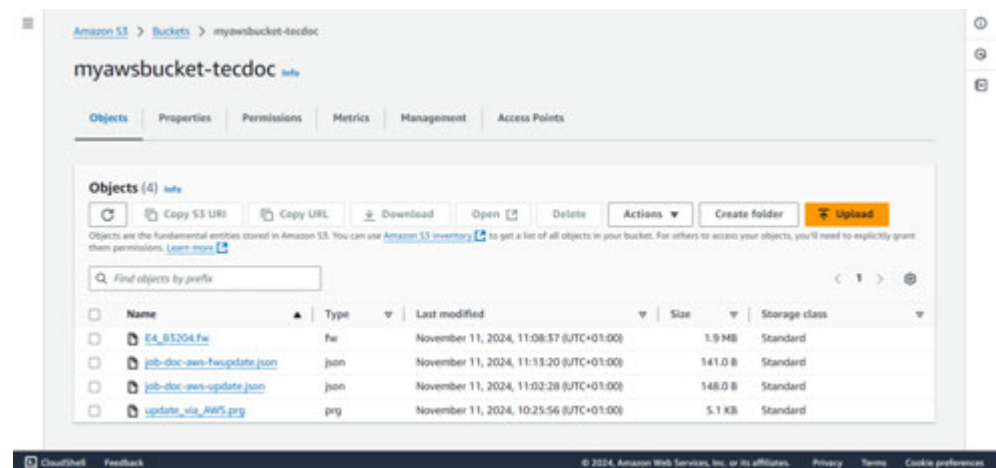 Amazon S3 > Buckets > myawsbucket-tecdoc
myawsbucket-tecdoc Info
Objects Properties Permissions Metrics Management Access Points
Objects (4) Info
Copy S3 URI Copy URL Download Open Delete Actions ▼ Create folder Upload
Objects are the fundamental entities stored in Amazon S3. You can use Amazon S3 inventory to get a list of all objects in your bucket. For others to access your objects, you'll need to explicitly grant
them permissions. Learn more
Find objects by prefix
< 1 >
Name ▲ Type Last modified Size Storage class
E4_B3204.fw fw November 11, 2024, 11:08:37 (UTC+01:00) 1.9 MB Standard
job-doc-aws-fwupdate.json json November 11, 2024, 11:13:20 (UTC+01:00) 141.0 B Standard
job-doc-aws-update.json json November 11, 2024, 11:02:28 (UTC+01:00) 148.0 B Standard
update_via_AWS.prg prg November 11, 2024, 10:25:56 (UTC+01:00) 5.1 KB Standard
CloudShell Feedback © 2024, Amazon Web Services, Inc. or its affiliates. Privacy Terms Cookie preferences